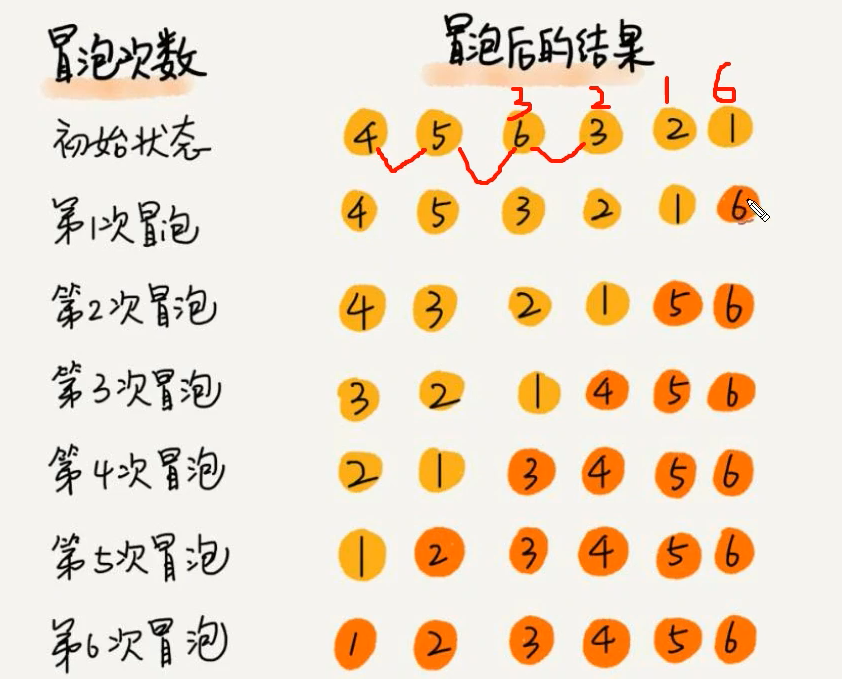 冒泡次数 冒泡后的结果
3 2 1 6
初始状态 4 5 6 3 2 1
第1次冒泡 4 5 3 2 1 6
第2次冒泡 4 3 2 1 5 6
第3次冒泡 3 2 1 4 5 6
第4次冒泡 2 1 3 4 5 6
第5次冒泡 1 2 3 4 5 6
第6次冒泡 1 2 3 4 5 6